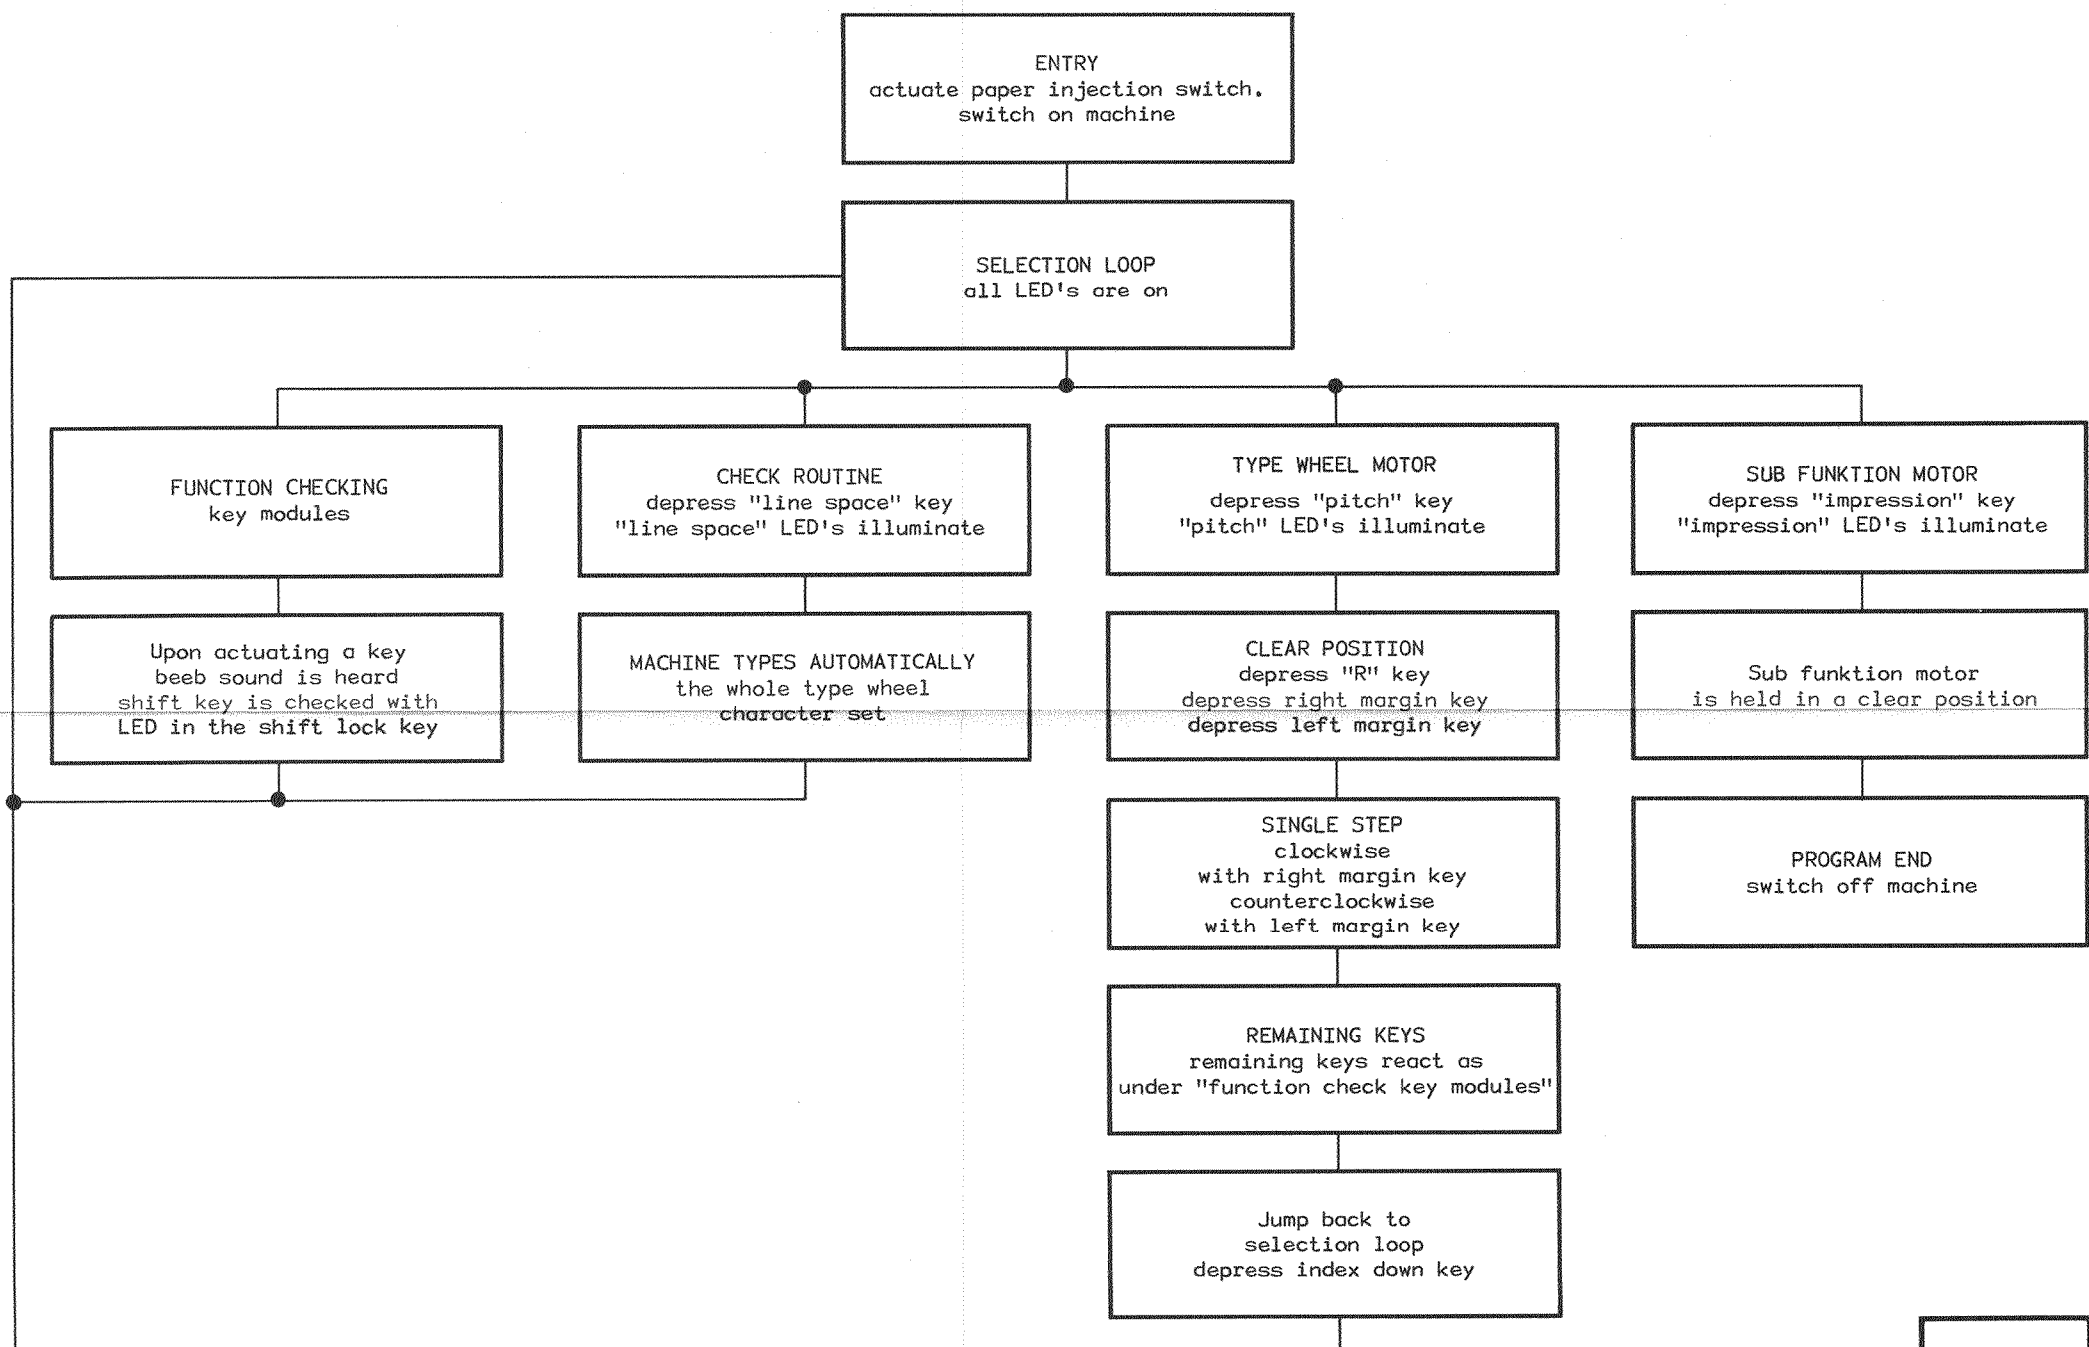 ENTRY
actuate paper injection switch.
switch on machine
SELECTION LOOP
all LED's are on
FUNCTION CHECKING
key modules
Upon actuating a key
beeb sound is heard
shift key is checked with
LED in the shift lock key
CHECK ROUTINE
depress "line space" key
"line space" LED's illuminate
MACHINE TYPES AUTOMATICALLY
the whole type wheel
character set
TYPE WHEEL MOTOR
depress "pitch" key
"pitch" LED's illuminate
CLEAR POSITION
depress "R" key
depress right margin key
depress left margin key
SINGLE STEP
clockwise
with right margin key
counterclockwise
with left margin key
REMAINING KEYS
remaining keys react as
under "function check key modules"
Jump back to
selection loop
depress index down key
SUB FUNKTION MOTOR
depress "impression" key
"impression" LED's illuminate
Sub funktion motor
is held in a clear position
PROGRAM END
switch off machine